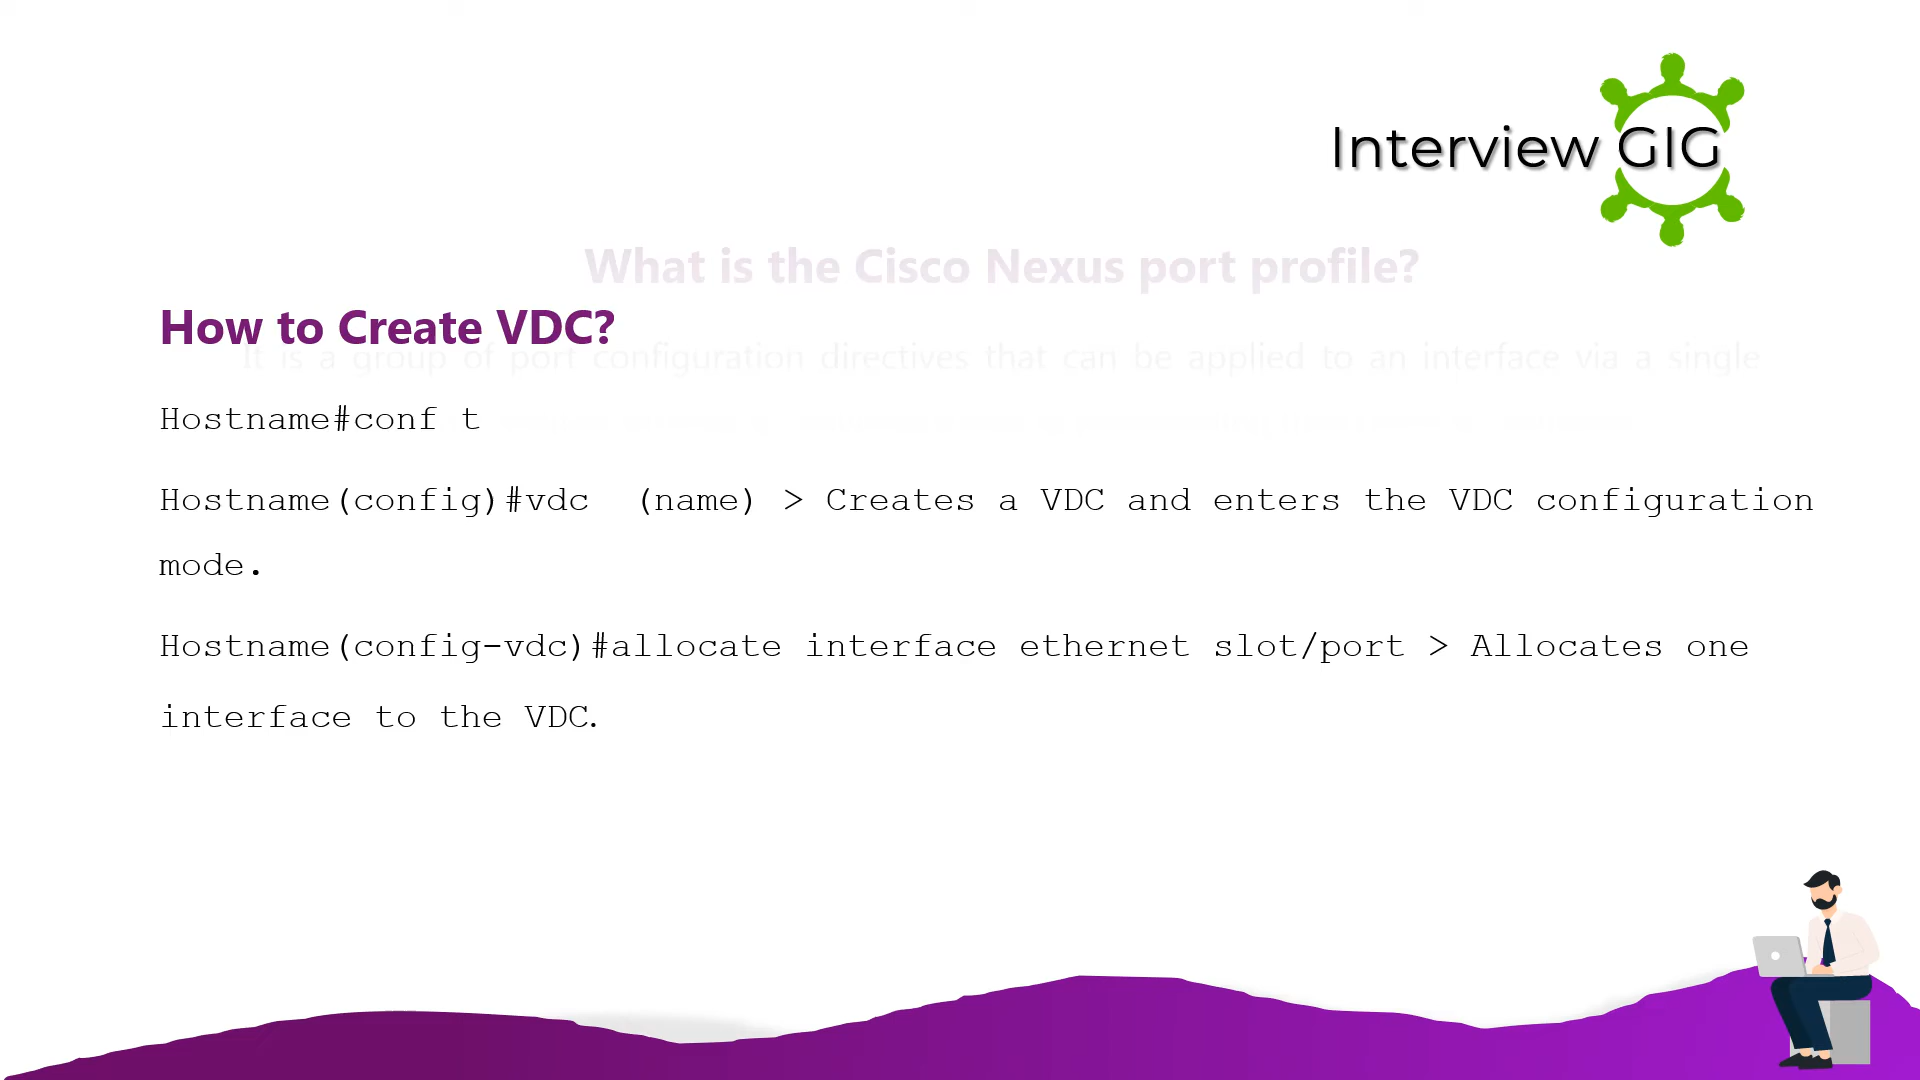 Interview GIG
What is the Cisco Nexus port profile?
How to Create VDC?
It is a group of port configuration directives that can be applied to an interface via a single
Hostname#conf t
Hostname(config)#vdc  (name) > Creates a VDC and enters the VDC configuration
mode.
Hostname(config-vdc)#allocate interface ethernet slot/port > Allocates one
interface to the VDC.